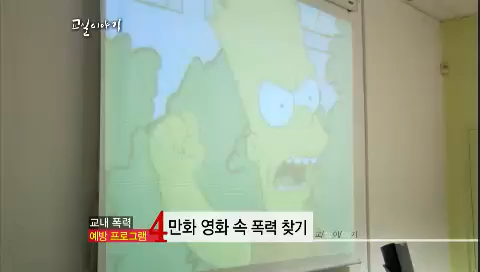 교실이야기
교내 폭력
예방 프로그램
4
만화 영화 속 폭력 찾기